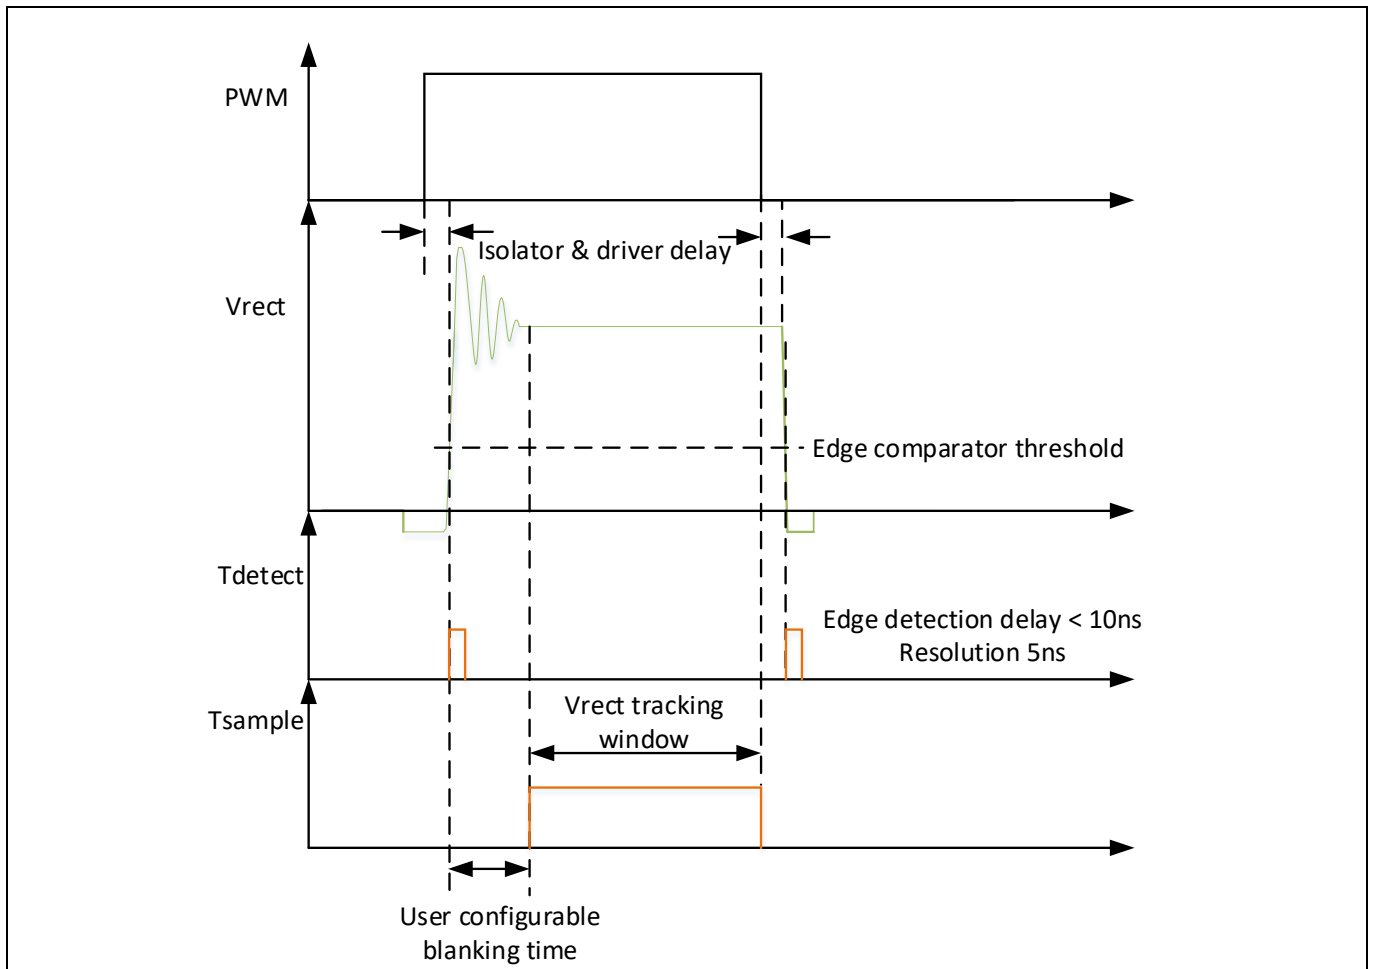 PWM
Isolator & driver delay
Vrect
Edge comparator threshold
Tdetect
Edge detection delay < 10ns
Resolution 5ns
Tsample
Vrect tracking
window
User configurable
blanking time